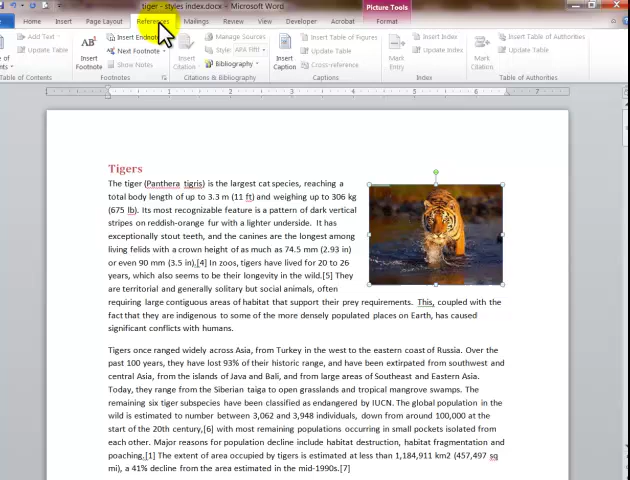 tiger - styles index.docx - Microsoft Word
Picture Tools
Home Insert Page Layout References Mailings Review View Developer Acrobat Format
Add Text
Update Table
Table of Contents
AB¹
Insert Footnote
Insert Endnote
Next Footnote
Show Notes
Footnotes
Insert Citation
Manage Sources
Style: APA Fift
Bibliography
Citations & Bibliography
Insert Caption
Insert Table of Figures
Update Table
Cross-reference
Captions
Mark Entry
Insert Index
Update Index
Index
Mark Citation
Insert Table of Authorities
Update Table
Table of Authorities
1 2 3 4 5 6 7
Tigers
The tiger (Panthera tigris) is the largest cat species, reaching a
total body length of up to 3.3 m (11 ft) and weighing up to 306 kg
(675 lb). Its most recognizable feature is a pattern of dark vertical
stripes on reddish-orange fur with a lighter underside. It has
exceptionally stout teeth, and the canines are the longest among
living felids with a crown height of as much as 74.5 mm (2.93 in)
or even 90 mm (3.5 in).[4] In zoos, tigers have lived for 20 to 26
years, which also seems to be their longevity in the wild.[5] They
are territorial and generally solitary but social animals, often
requiring large contiguous areas of habitat that support their prey requirements. This, coupled with the
fact that they are indigenous to some of the more densely populated places on Earth, has caused
significant conflicts with humans.
Tigers once ranged widely across Asia, from Turkey in the west to the eastern coast of Russia. Over the
past 100 years, they have lost 93% of their historic range, and have been extirpated from southwest and
central Asia, from the islands of Java and Bali, and from large areas of Southeast and Eastern Asia.
Today, they range from the Siberian taiga to open grasslands and tropical mangrove swamps. The
remaining six tiger subspecies have been classified as endangered by IUCN. The global population in the
wild is estimated to number between 3,062 and 3,948 individuals, down from around 100,000 at the
start of the 20th century,[6] with most remaining populations occurring in small pockets isolated from
each other. Major reasons for population decline include habitat destruction, habitat fragmentation and
poaching.[1] The extent of area occupied by tigers is estimated at less than 1,184,911 km2 (457,497 sq
mi), a 41% decline from the area estimated in the mid-1990s.[7]